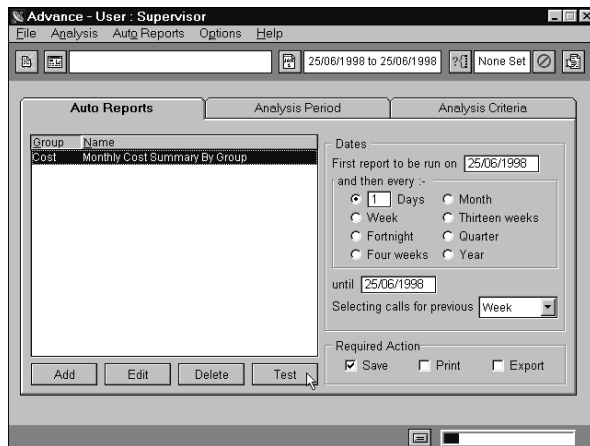 Advance - User : Supervisor
File Analysis Auto Reports Options Help
25/06/1998 to 25/06/1998 ?{} None Set
Auto Reports Analysis Period Analysis Criteria
Group Name
Cost Monthly Cost Summary By Group
Dates
First report to be run on 25/06/1998
and then every :-
1 Days Month
Week Thirteen weeks
Fortnight Quarter
Four weeks Year
until 25/06/1998
Selecting calls for previous Week
Required Action
Save Print Export
Add Edit Delete Test